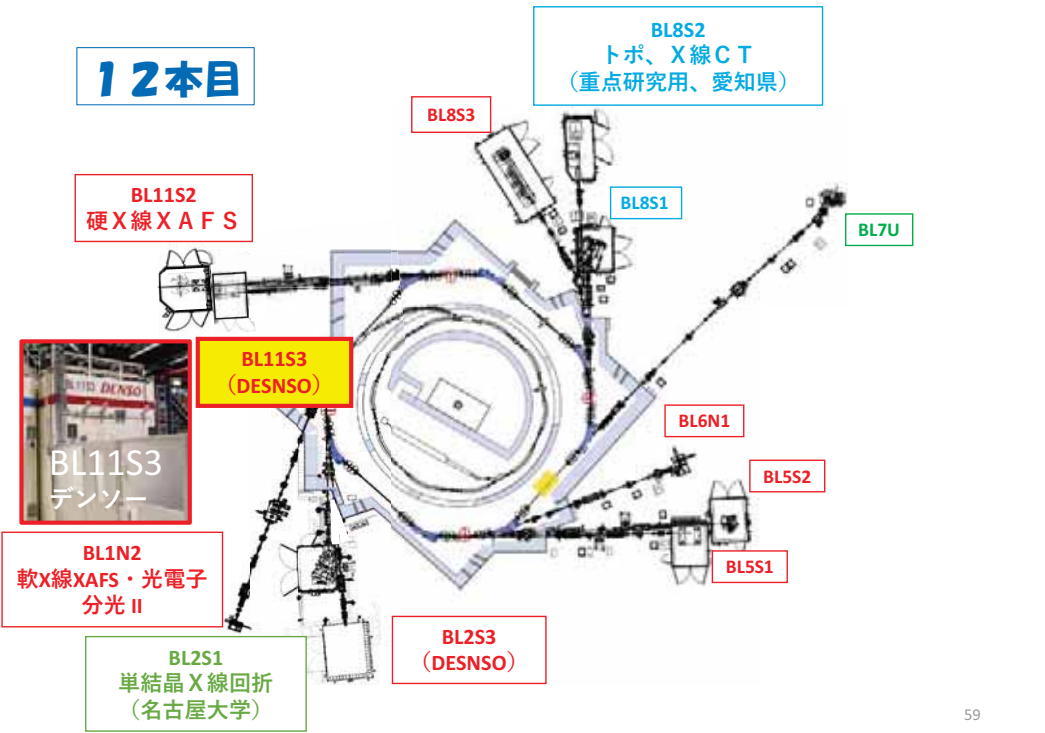 １２本目
BL8S2
トポ、Ｘ線ＣＴ
（重点研究用、愛知県）
BL8S3
BL11S2
硬Ｘ線ＸＡＦＳ
BL8S1
BL7U
BL11S3
（DESNSO）
BL11S3 DENSO
BL11S3
デンソー
BL6N1
BL5S2
BL5S1
BL1N2
軟X線XAFS・光電子
分光 II
BL2S3
（DESNSO）
BL2S1
単結晶Ｘ線回折
（名古屋大学）
59